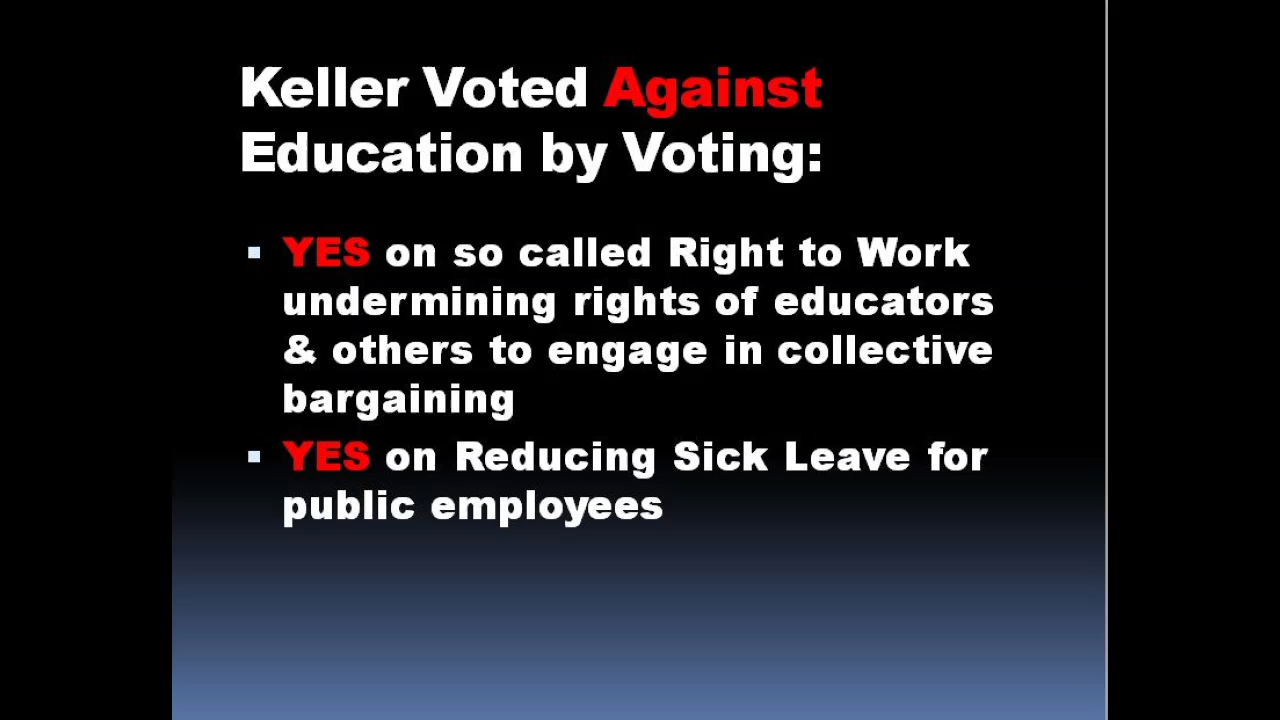 Keller Voted Against
Education by Voting:
▪ YES on so called Right to Work
undermining rights of educators
& others to engage in collective
bargaining
▪ YES on Reducing Sick Leave for
public employees